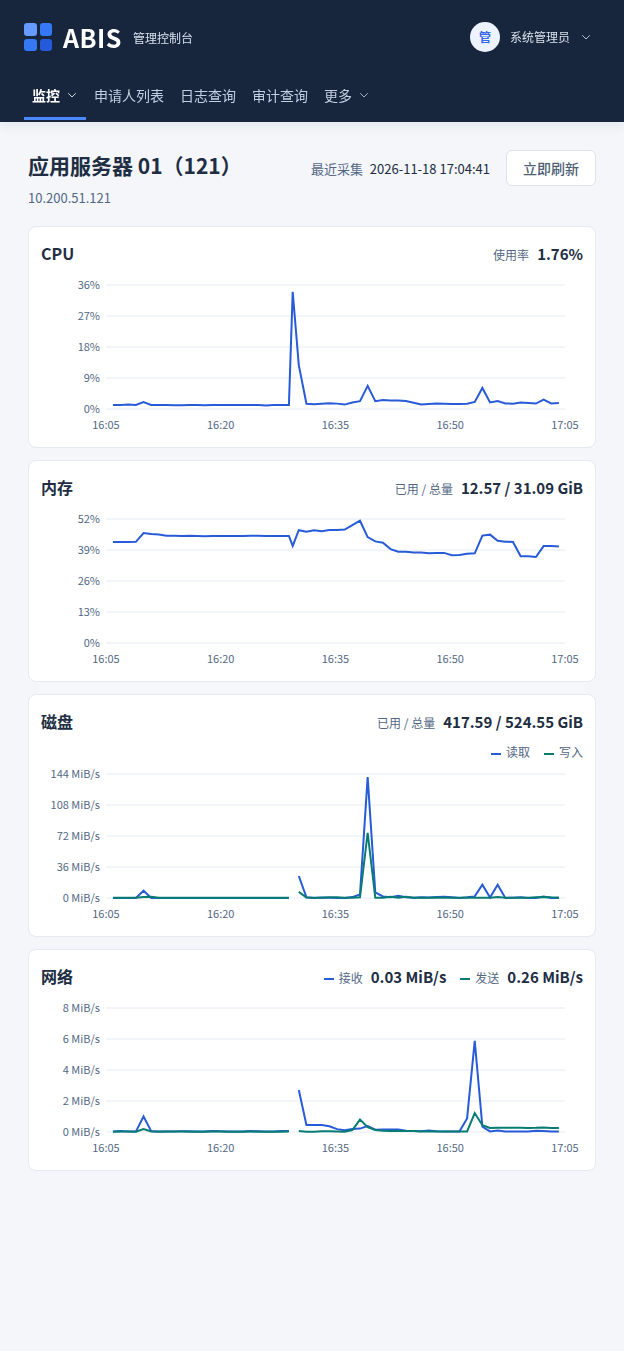 ABIS 管理控制台 管 系统管理员
监控 申请人列表 日志查询 审计查询 更多
应用服务器 01（121） 最近采集 2026-11-18 17:04:41 立即刷新
10.200.51.121
CPU 使用率 1.76%
36%
27%
18%
9%
0%
16:05 16:20 16:35 16:50 17:05
内存 已用 / 总量 12.57 / 31.09 GiB
52%
39%
26%
13%
0%
16:05 16:20 16:35 16:50 17:05
磁盘 已用 / 总量 417.59 / 524.55 GiB
读取 写入
144 MiB/s
108 MiB/s
72 MiB/s
36 MiB/s
0 MiB/s
16:05 16:20 16:35 16:50 17:05
网络 接收 0.03 MiB/s 发送 0.26 MiB/s
8 MiB/s
6 MiB/s
4 MiB/s
2 MiB/s
0 MiB/s
16:05 16:20 16:35 16:50 17:05